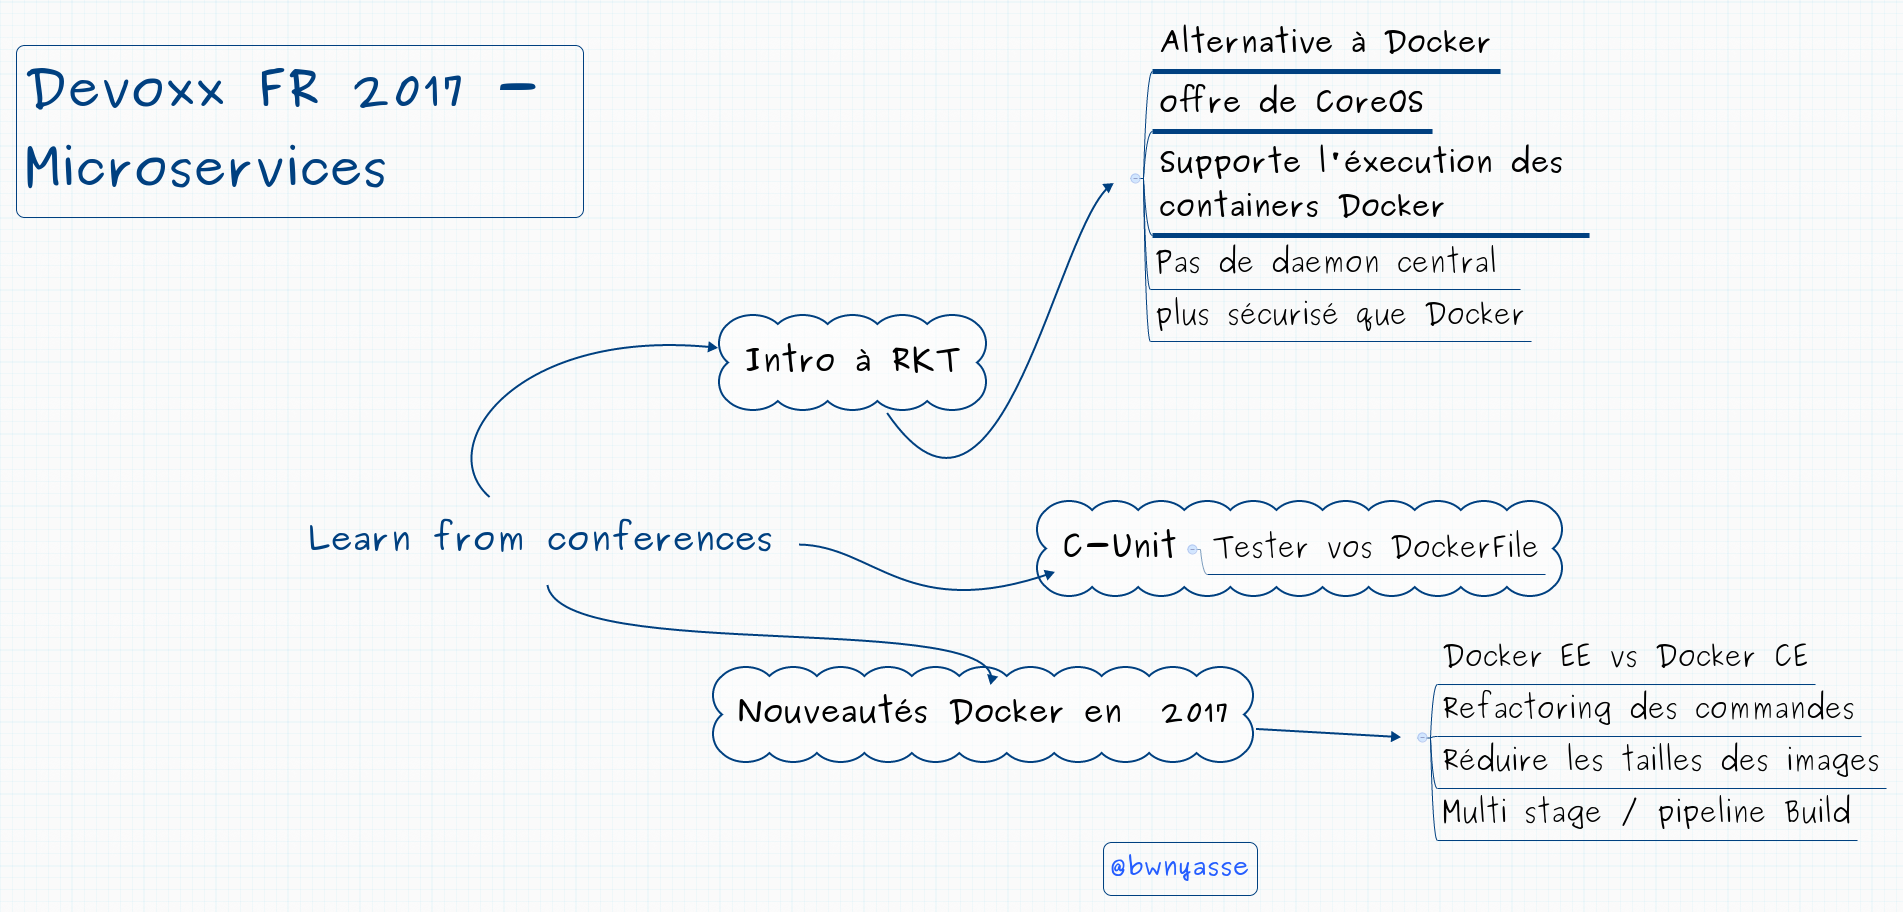 Devoxx FR 2017 -
Microservices
Alternative à Docker
offre de CoreOS
Supporte l'éxecution des
containers Docker
Pas de daemon central
plus sécurisé que Docker
Intro à RKT
Learn from conferences
C-Unit
Tester vos DockerFile
Nouveautés Docker en 2017
Docker EE vs Docker CE
Refactoring des commandes
Réduire les tailles des images
Multi stage / pipeline Build
@bwnyasse